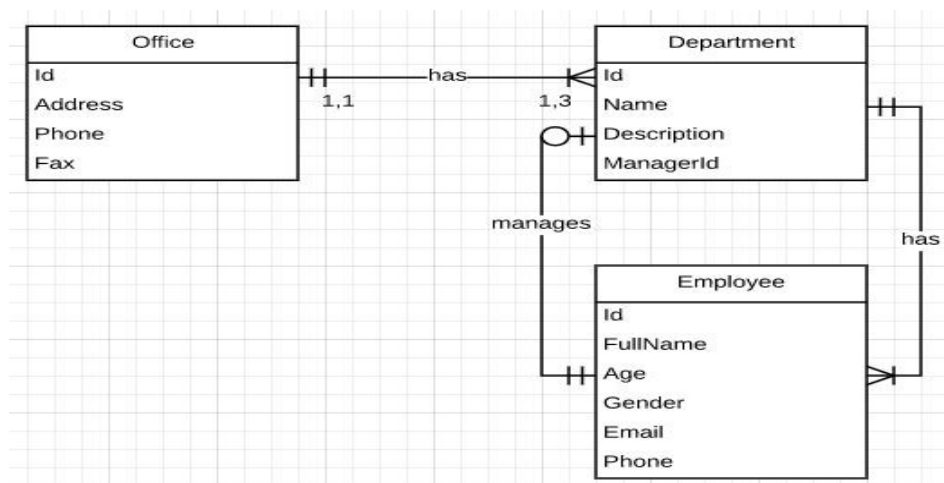 Office
Id
Address
Phone
Fax
has
1,1
1,3
Department
Id
Name
Description
ManagerId
manages
has
Employee
Id
FullName
Age
Gender
Email
Phone